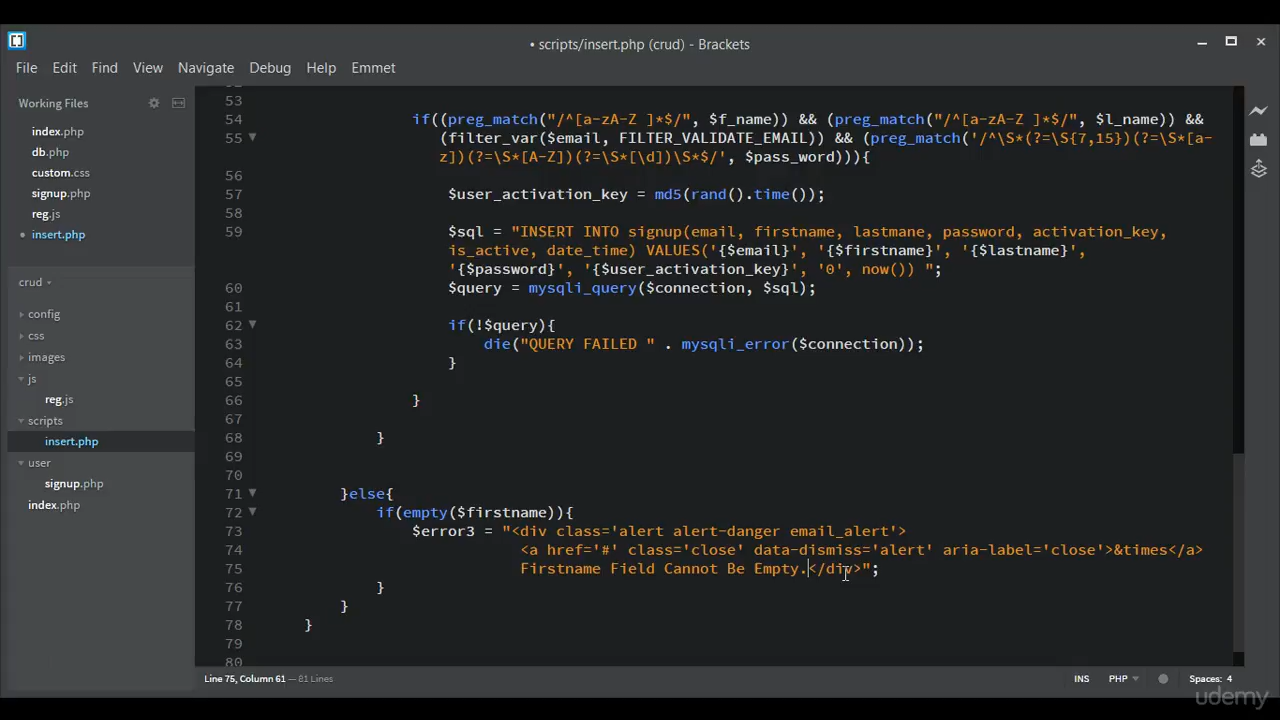 • scripts/insert.php (crud) - Brackets
File Edit Find View Navigate Debug Help Emmet
Working Files
index.php
db.php
custom.css
signup.php
reg.js
• insert.php
crud
config
css
images
js
reg.js
scripts
insert.php
user
signup.php
index.php
53
54 if((preg_match("/^[a-zA-Z ]*$/", $f_name)) && (preg_match("/^[a-zA-Z ]*$/", $l_name)) &&
55 (filter_var($email, FILTER_VALIDATE_EMAIL)) && (preg_match('/^\S*(?=\S{7,15})(?=\S*[a-
z])(?=\S*[A-Z])(?=\S*[\d])\S*$/', $pass_word))){
56
57 $user_activation_key = md5(rand().time());
58
59 $sql = "INSERT INTO signup(email, firstname, lastmane, password, activation_key,
is_active, date_time) VALUES('{$email}', '{$firstname}', '{$lastname}',
'{$password}', '{$user_activation_key}', '0', now()) ";
60 $query = mysqli_query($connection, $sql);
61
62 if(!$query){
63 die("QUERY FAILED " . mysqli_error($connection));
64 }
65
66 }
67
68 }
69
70
71 }else{
72 if(empty($firstname)){
73 $error3 = "<div class='alert alert-danger email_alert'>
74 <a href='#' class='close' data-dismiss='alert' aria-label='close'>&times</a>
75 Firstname Field Cannot Be Empty.</div>";
76 }
77 }
78 }
79
80
Line 75, Column 61 — 81 Lines
INS PHP Spaces: 4
udemy